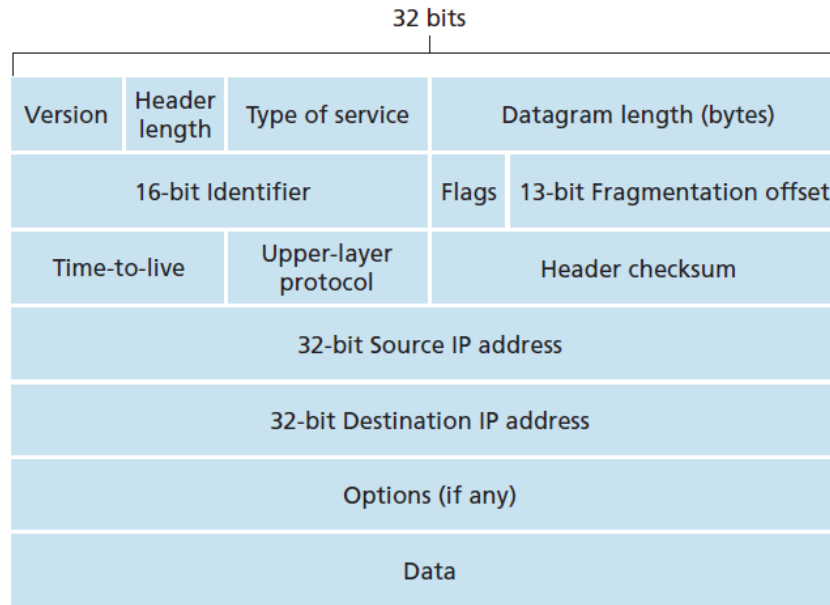 32 bits
Version
Header
length
Type of service
Datagram length (bytes)
16-bit Identifier
Flags
13-bit Fragmentation offset
Time-to-live
Upper-layer
protocol
Header checksum
32-bit Source IP address
32-bit Destination IP address
Options (if any)
Data